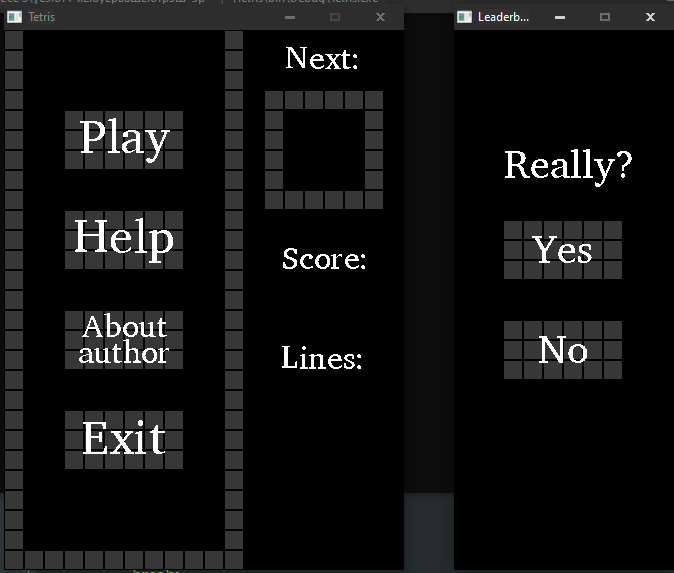 Tetris
Next:
Play
Help
Score:
About
author
Lines:
Exit
Leaderb...
Really?
Yes
No